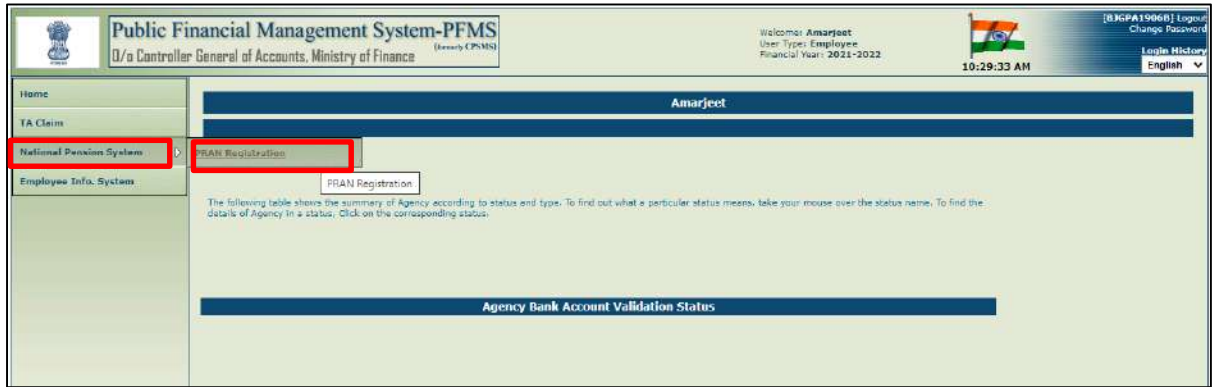 Public Financial Management System-PFMS
(formerly CPSMS)
O/o Controller General of Accounts, Ministry of Finance
Welcome: Amarjeet
User Type: Employee
Financial Year: 2021-2022
10:29:33 AM
[BJGPA1906B] Logout
Change Password
Login History
English
Home
TA Claim
National Pension System
Employee Info. System
Amarjeet
PRAN Registration
PRAN Registration
The following table shows the summary of Agency according to status and type. To find out what a particular status means, take your mouse over the status name. To find the
details of Agency in a status, Click on the corresponding status.
Agency Bank Account Validation Status